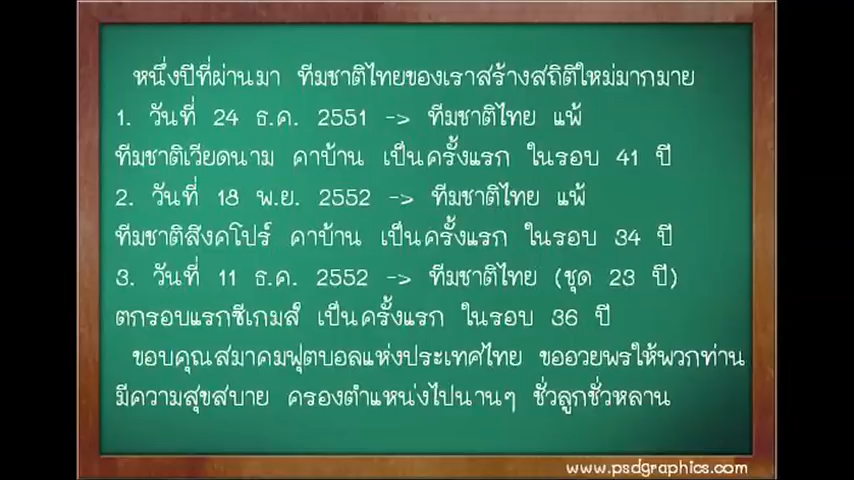 หนึ่งปีที่ผ่านมา ทีมชาติไทยของเราสร้างสถิติใหม่มากมาย
1. วันที่ 24 ธ.ค. 2551 -> ทีมชาติไทย แพ้
ทีมชาติเวียดนาม คาบ้าน เป็นครั้งแรก ในรอบ 41 ปี
2. วันที่ 18 พ.ย. 2552 -> ทีมชาติไทย แพ้
ทีมชาติสิงคโปร์ คาบ้าน เป็นครั้งแรก ในรอบ 34 ปี
3. วันที่ 11 ธ.ค. 2552 -> ทีมชาติไทย (ชุด 23 ปี)
ตกรอบแรกซีเกมส์ เป็นครั้งแรก ในรอบ 36 ปี
ขอบคุณสมาคมฟุตบอลแห่งประเทศไทย ขออวยพรให้พวกท่าน
มีความสุขสบาย ครองตำแหน่งไปนานๆ ชั่วลูกชั่วหลาน
www.psdgraphics.com